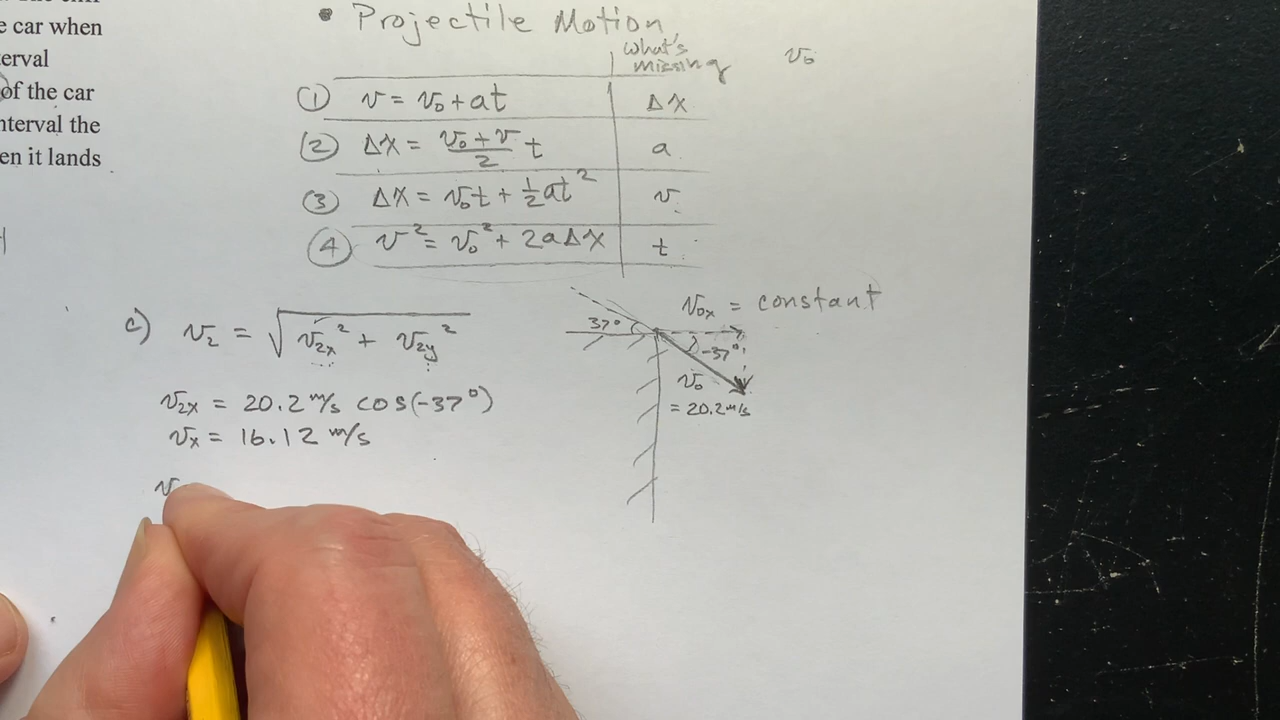 e car when
erval
of the car
nterval the
en it lands
• Projectile Motion
What's missing
v₀
① v = v₀ + at Δx
② Δx = (v₀ + v)/2 t a
③ Δx = v₀t + ½at² v
④ v² = v₀² + 2aΔx t
c) v₂ = √(v₂ₓ² + v₂y²)
v₂ₓ = 20.2 m/s cos(-37°)
vₓ = 16.12 m/s
v
v₀ₓ = constant
37°
-37°
v₀
= 20.2 m/s